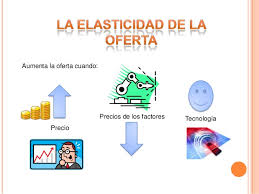 LA ELASTICIDAD DE LA
OFERTA
Aumenta la oferta cuando:
Precio
Precios de los factores
Tecnología